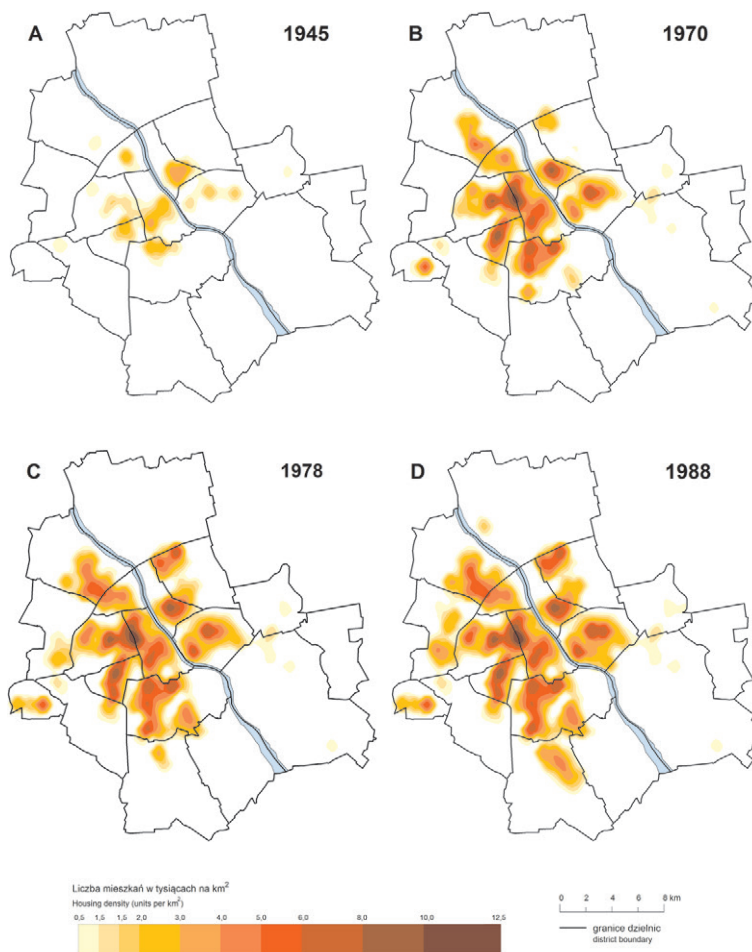 A 1945
B 1970
C 1978
D 1988
Liczba mieszkań w tysiącach na km²
Housing density (units per km²)
0,5 1,5 1,5 2,0 3,0 4,0 5,0 6,0 8,0 10,0 12,5
0 2 4 6 8 km
granice dzielnic
district boundary